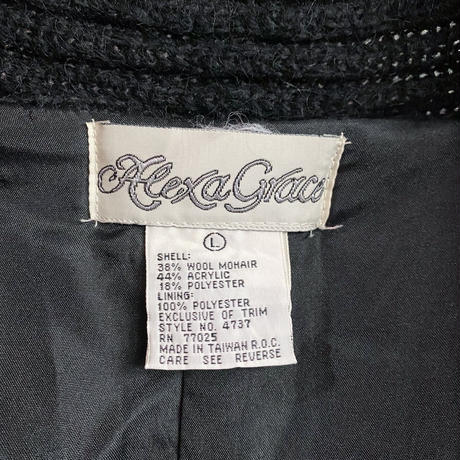 Alexa Grace
L
SHELL:
38% WOOL MOHAIR
44% ACRYLIC
18% POLYESTER
LINING:
100% POLYESTER
EXCLUSIVE OF TRIM
STYLE NO. 4737
RN 77025
MADE IN TAIWAN R.O.C.
CARE SEE REVERSE